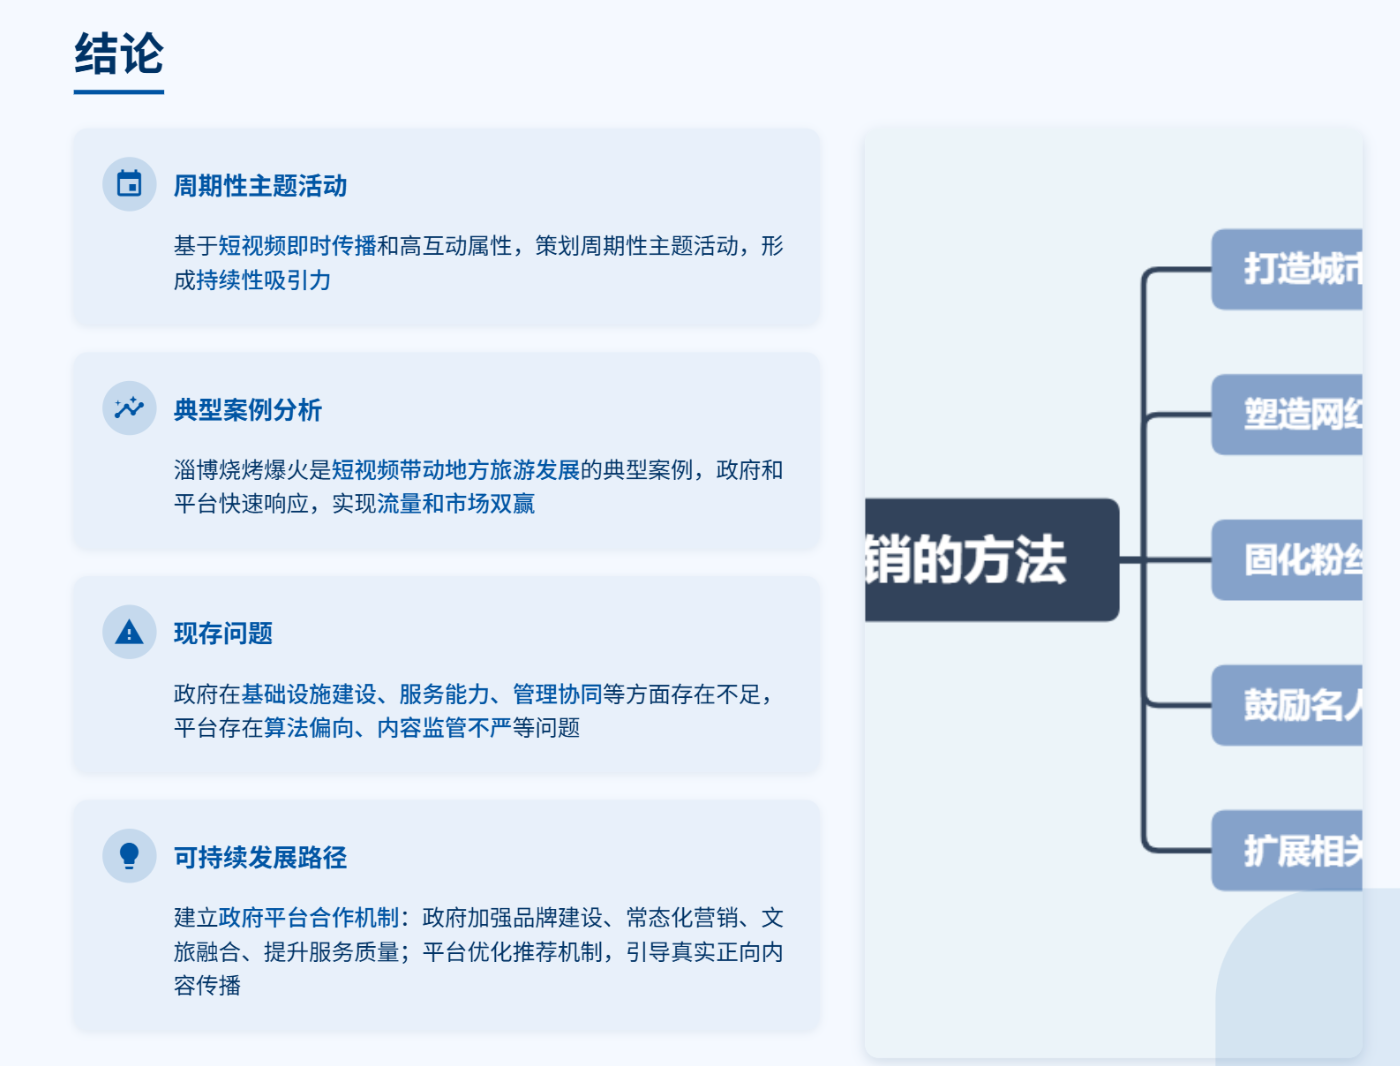 结论
周期性主题活动
基于短视频即时传播和高互动属性，策划周期性主题活动，形
成持续性吸引力
典型案例分析
淄博烧烤爆火是短视频带动地方旅游发展的典型案例，政府和
平台快速响应，实现流量和市场双赢
现存问题
政府在基础设施建设、服务能力、管理协同等方面存在不足，
平台存在算法偏向、内容监管不严等问题
可持续发展路径
建立政府平台合作机制：政府加强品牌建设、常态化营销、文
旅融合、提升服务质量；平台优化推荐机制，引导真实正向内
容传播
销的方法
打造城市
塑造网红
固化粉丝
鼓励名人
扩展相关